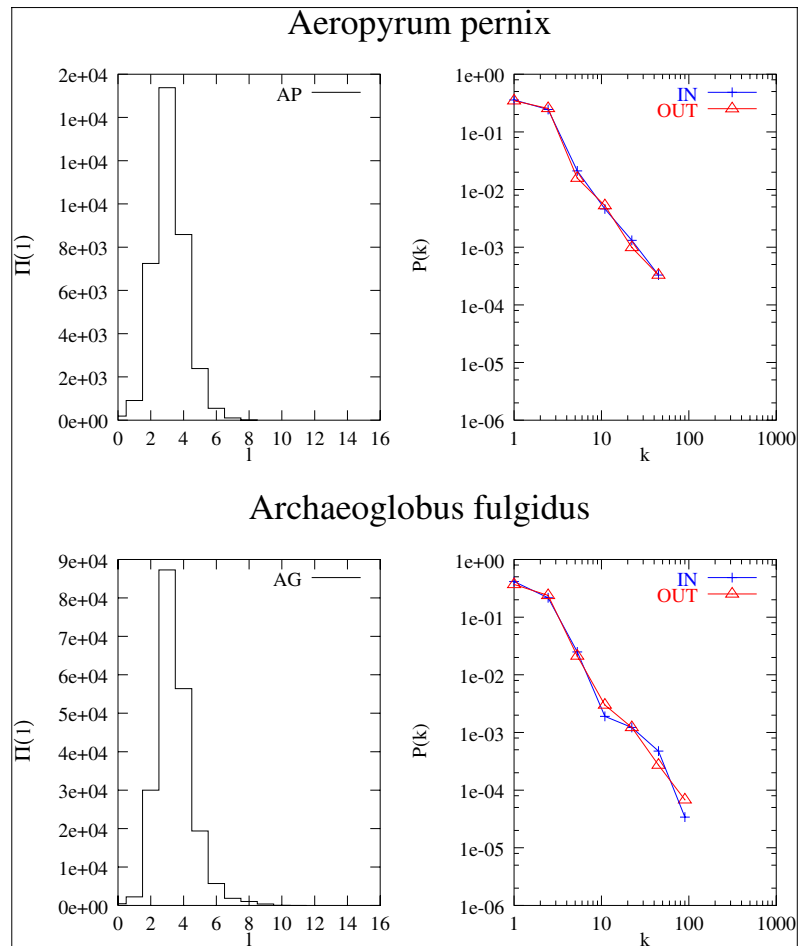 Aeropyrum pernix
2e+04
1e+04
1e+04
1e+04
8e+03
6e+03
4e+03
2e+03
0e+00
Π(l)
AP
0 2 4 6 8 10 12 14 16
l
1e+00
1e-01
1e-02
1e-03
1e-04
1e-05
1e-06
P(k)
IN
OUT
1 10 100 1000
k
Archaeoglobus fulgidus
9e+04
8e+04
7e+04
6e+04
5e+04
4e+04
3e+04
2e+04
1e+04
0e+00
Π(l)
AG
0 2 4 6 8 10 12 14 16
l
1e+00
1e-01
1e-02
1e-03
1e-04
1e-05
1e-06
P(k)
IN
OUT
1 10 100 1000
k